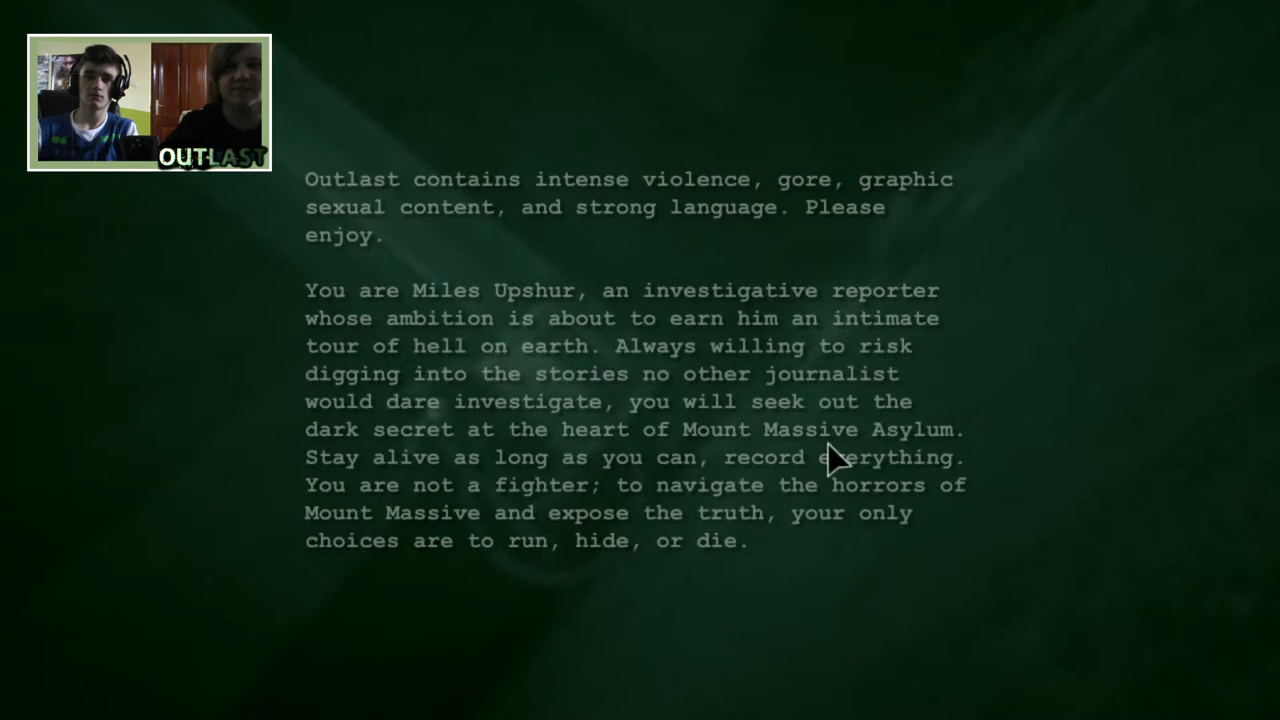 OUTLAST
Outlast contains intense violence, gore, graphic
sexual content, and strong language. Please
enjoy.
You are Miles Upshur, an investigative reporter
whose ambition is about to earn him an intimate
tour of hell on earth. Always willing to risk
digging into the stories no other journalist
would dare investigate, you will seek out the
dark secret at the heart of Mount Massive Asylum.
Stay alive as long as you can, record everything.
You are not a fighter; to navigate the horrors of
Mount Massive and expose the truth, your only
choices are to run, hide, or die.